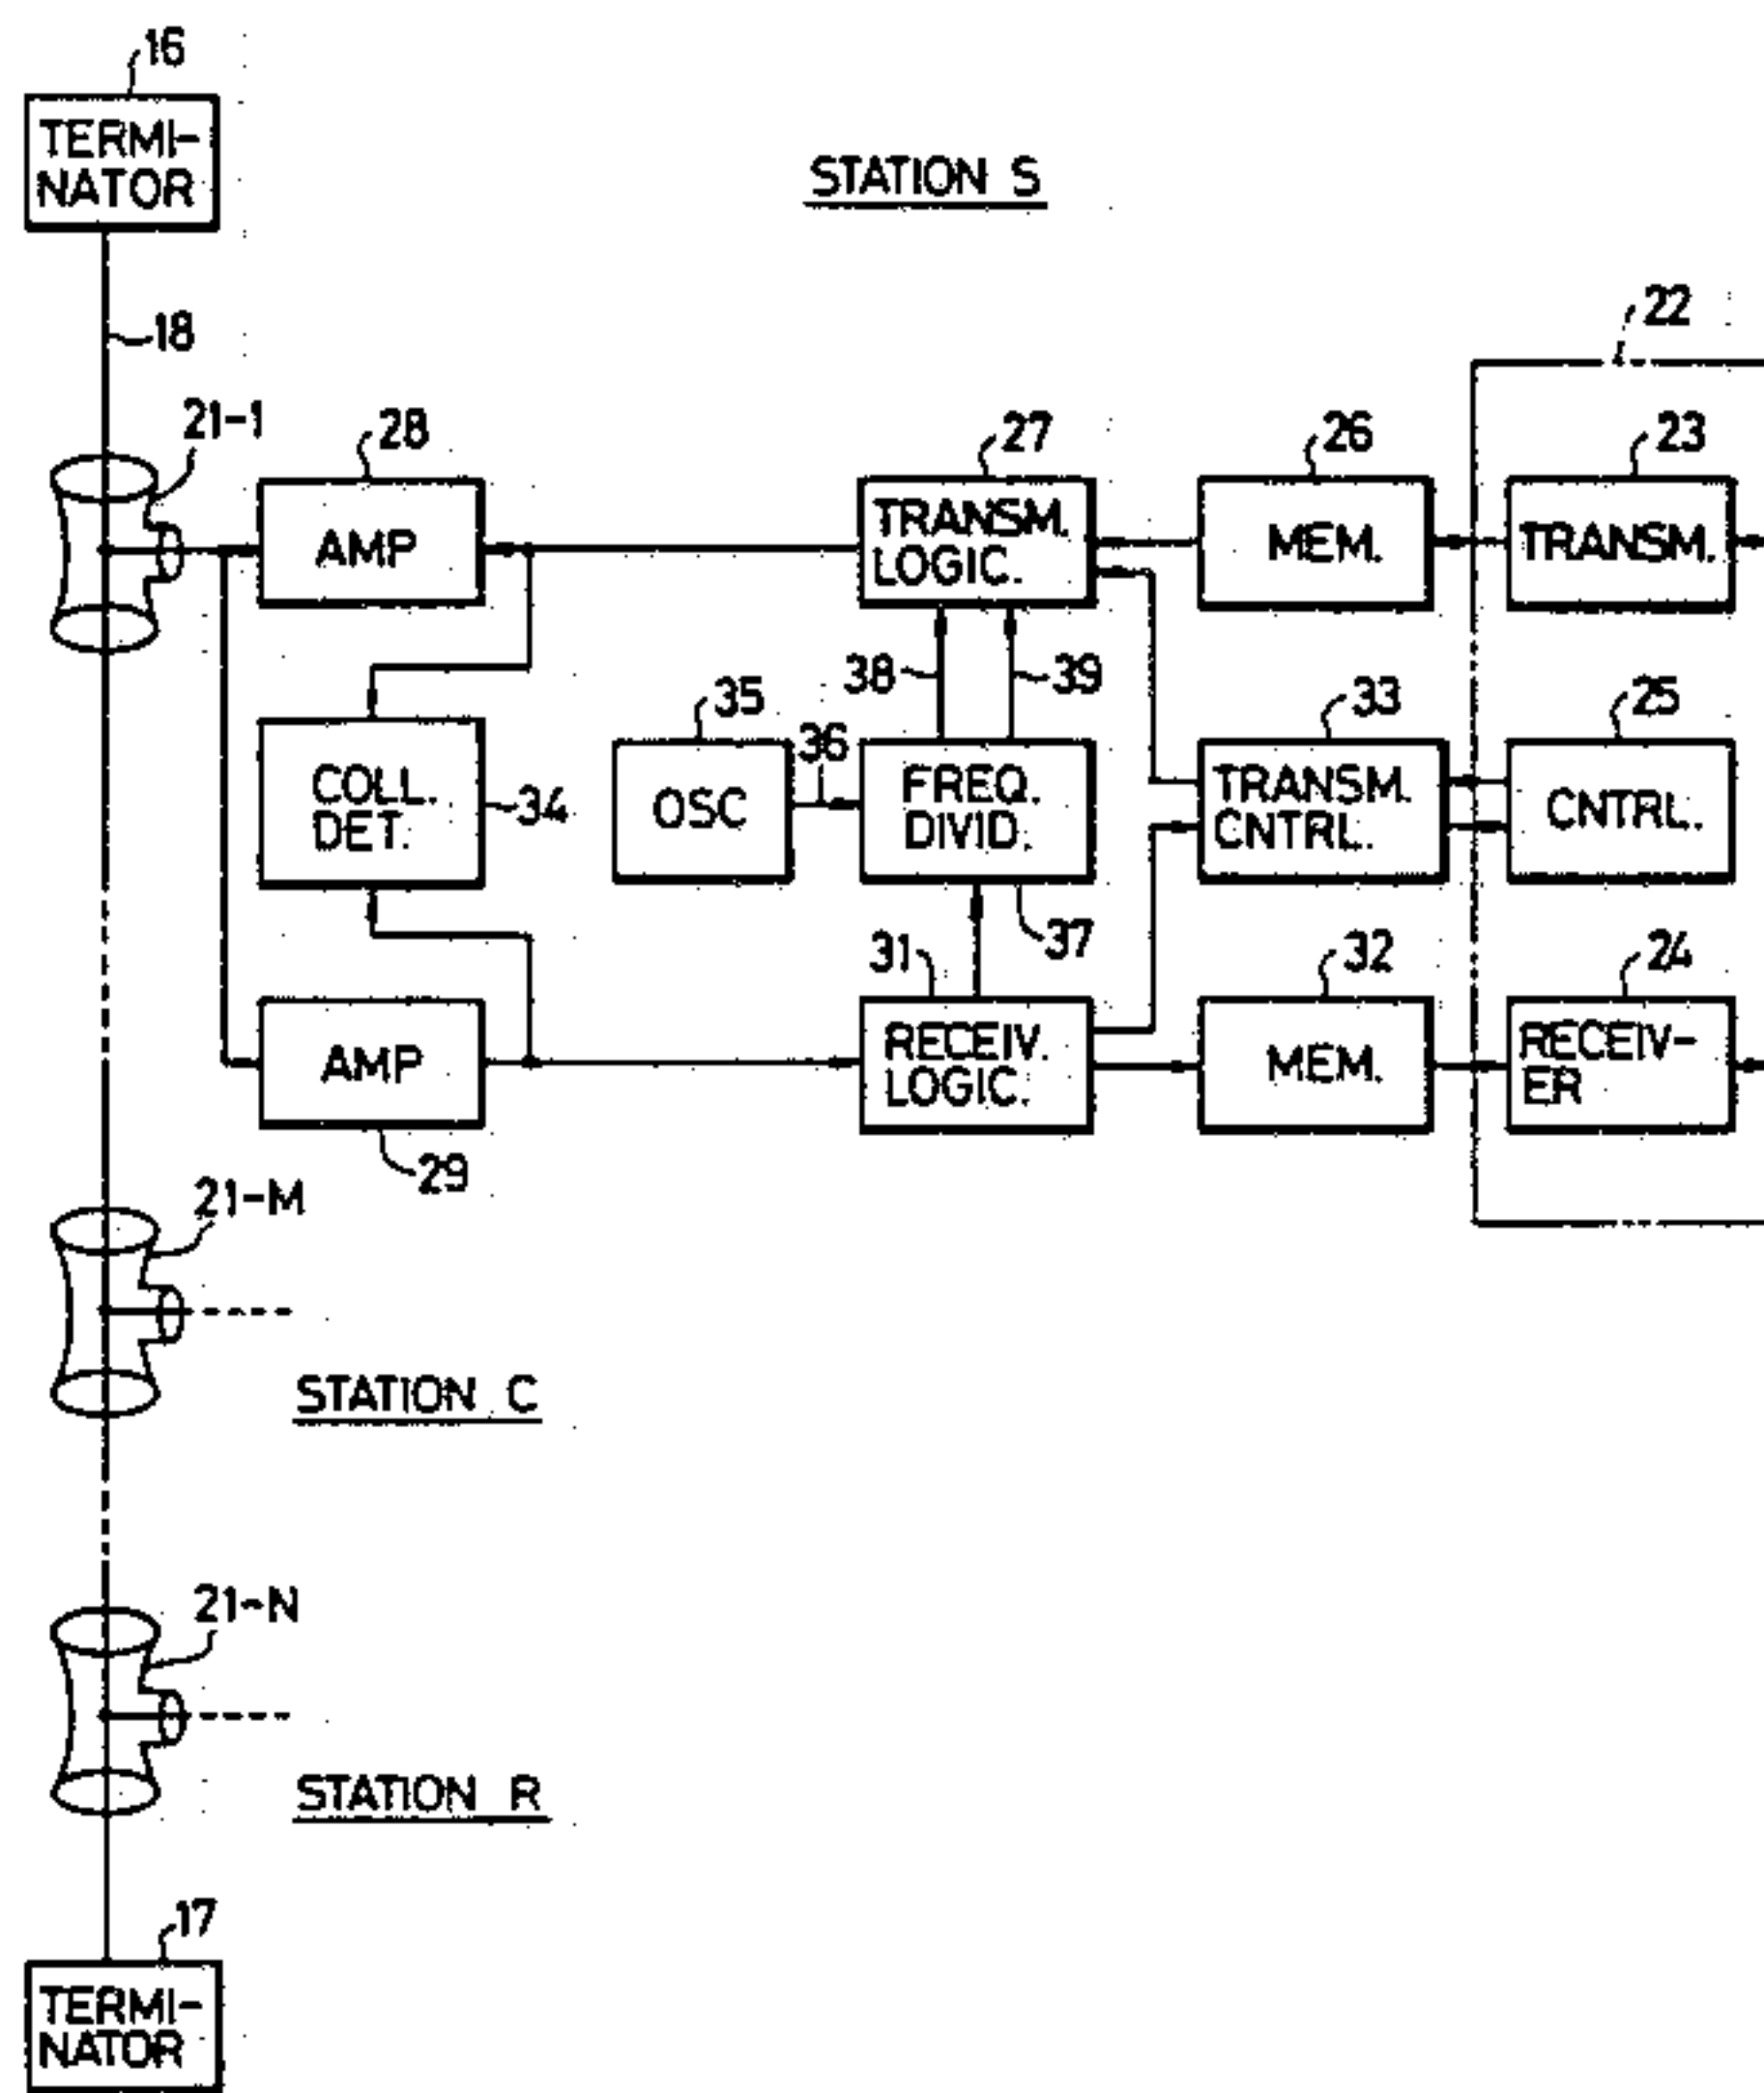 16
TERMI-
NATOR
STATION S
18
22
21-1
28
27
26
23
AMP
TRANSM.
LOGIC.
MEM.
TRANSM.
38
39
35
36
33
25
COLL.
DET.
34
OSC
FREQ.
DIVID.
TRANSM.
CNTRL.
CNTRL.
37
31
32
24
AMP
RECEIV.
LOGIC.
MEM.
RECEIV-
ER
29
21-M
STATION C
21-N
STATION R
17
TERMI-
NATOR